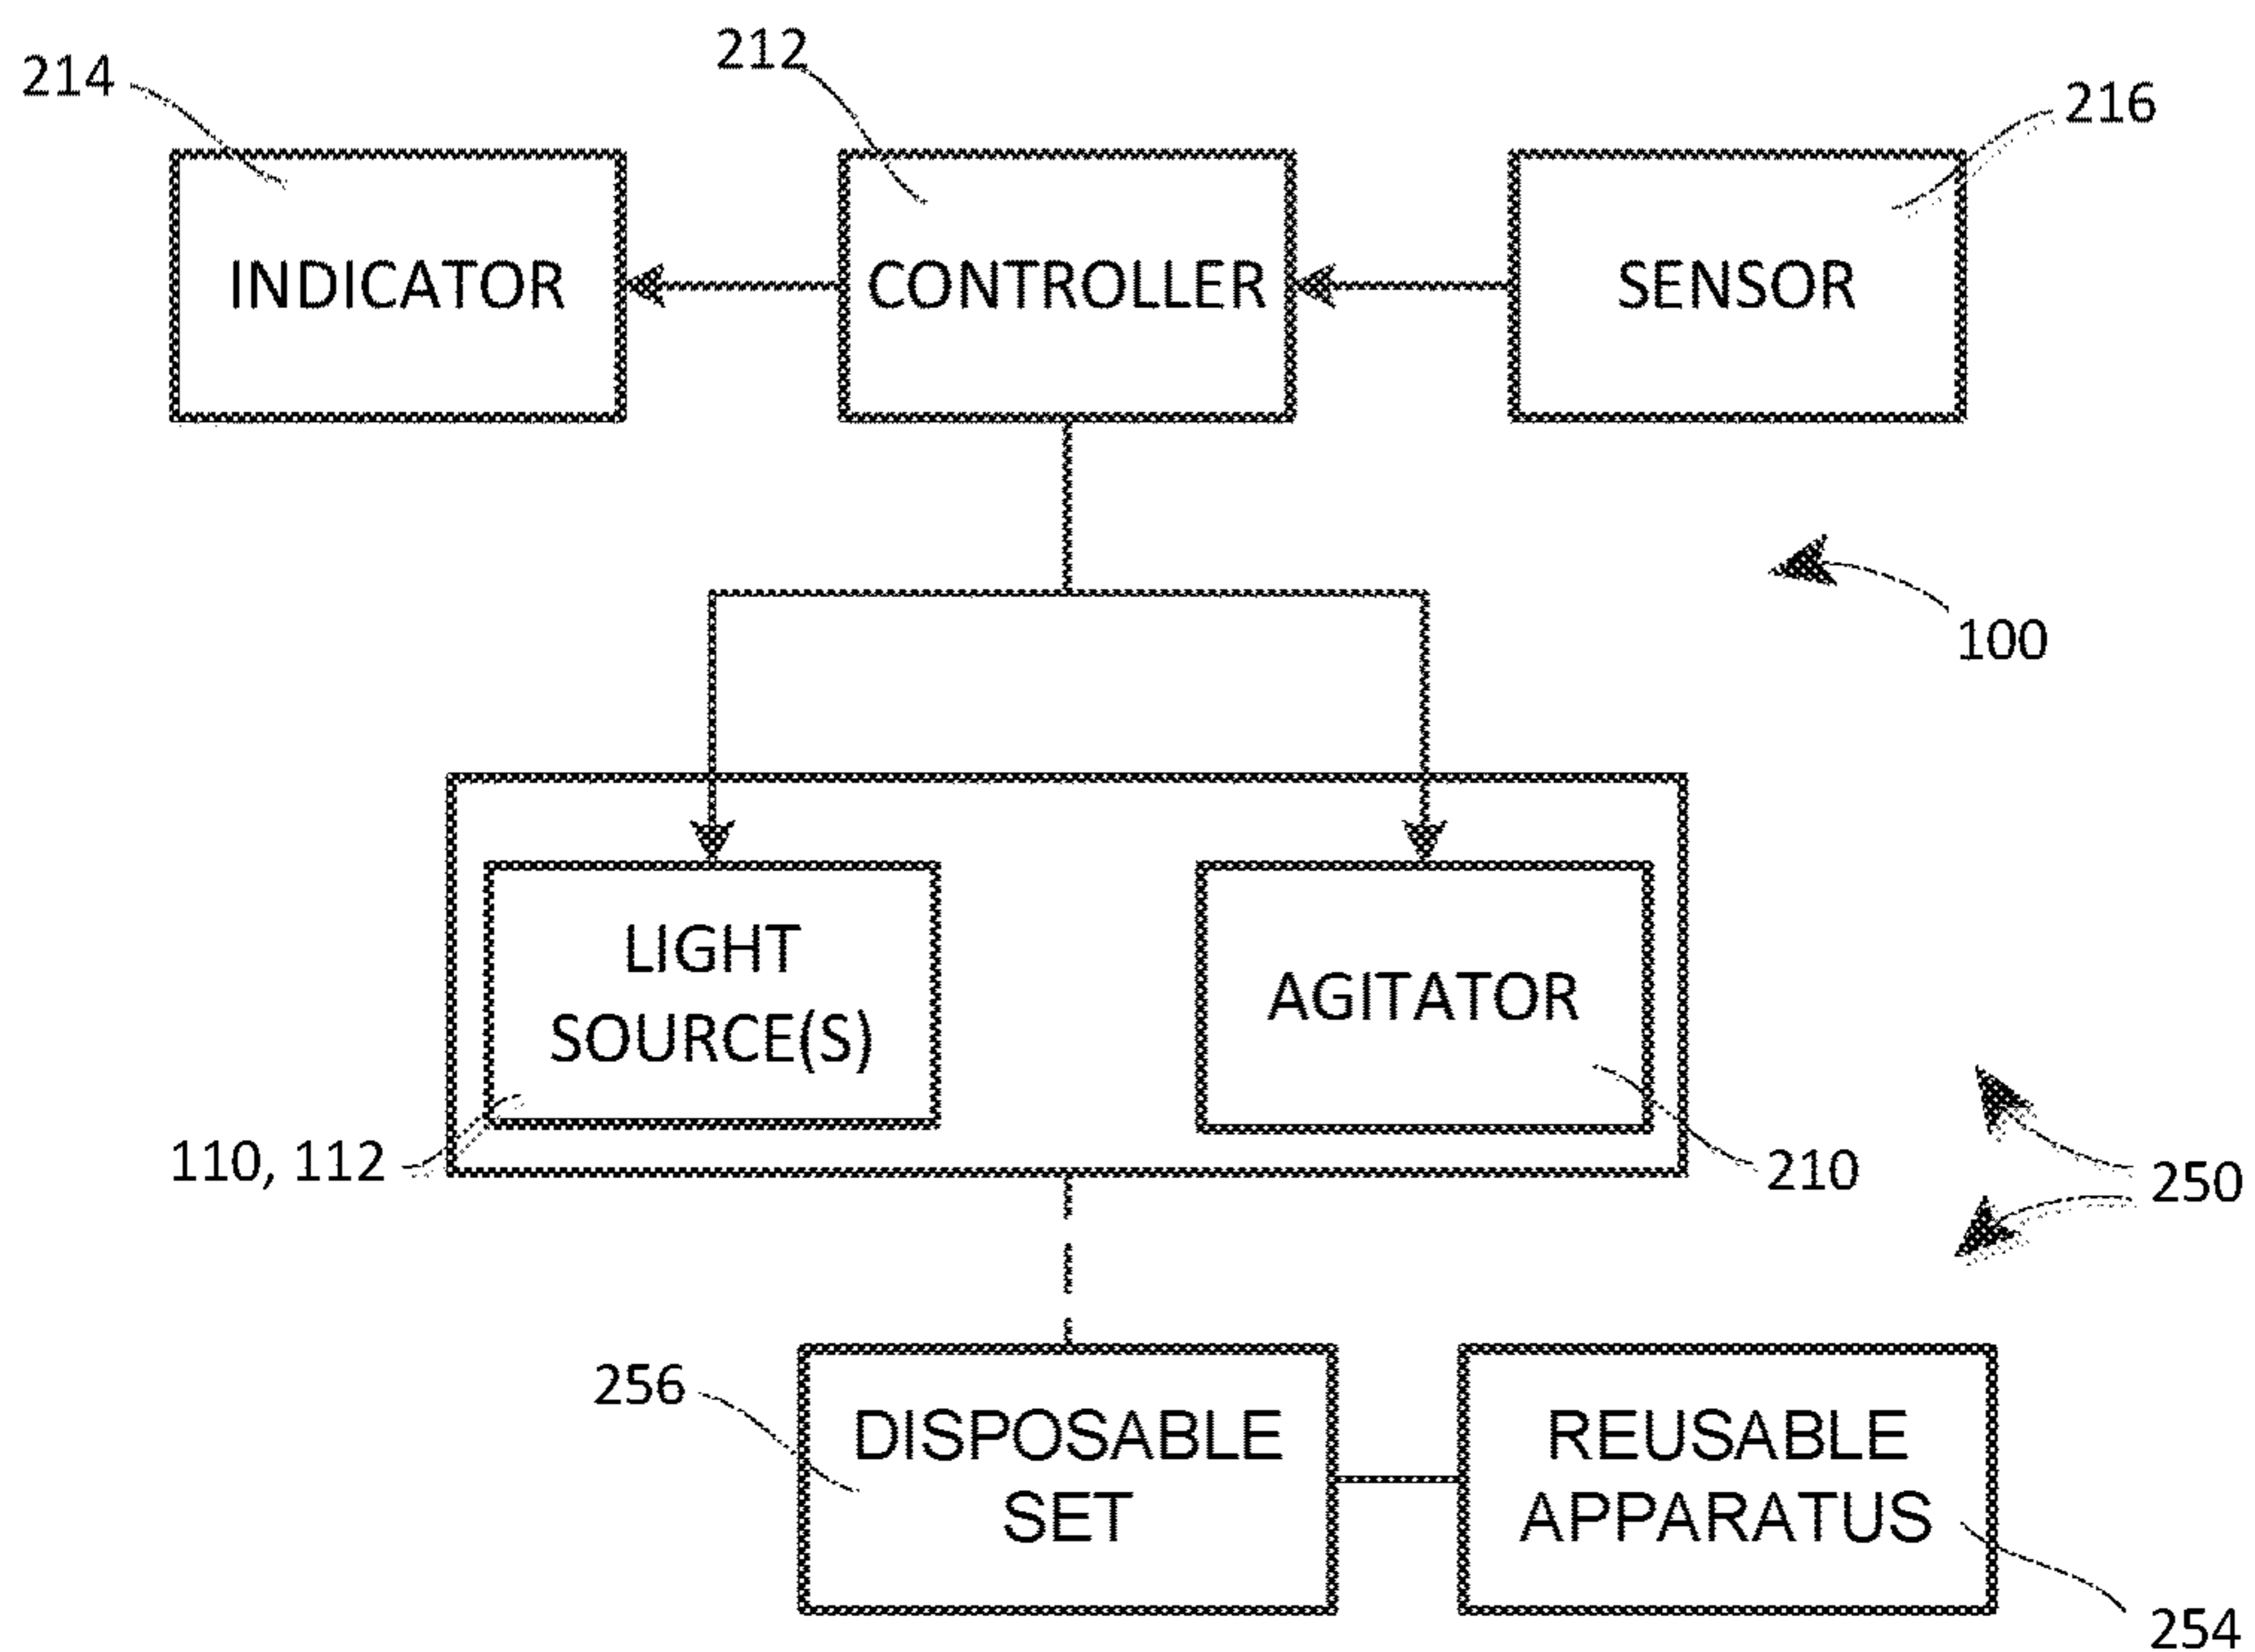 212
214
216
INDICATOR
CONTROLLER
SENSOR
100
LIGHT
SOURCE(S)
AGITATOR
110, 112
210
250
256
DISPOSABLE
SET
REUSABLE
APPARATUS
254